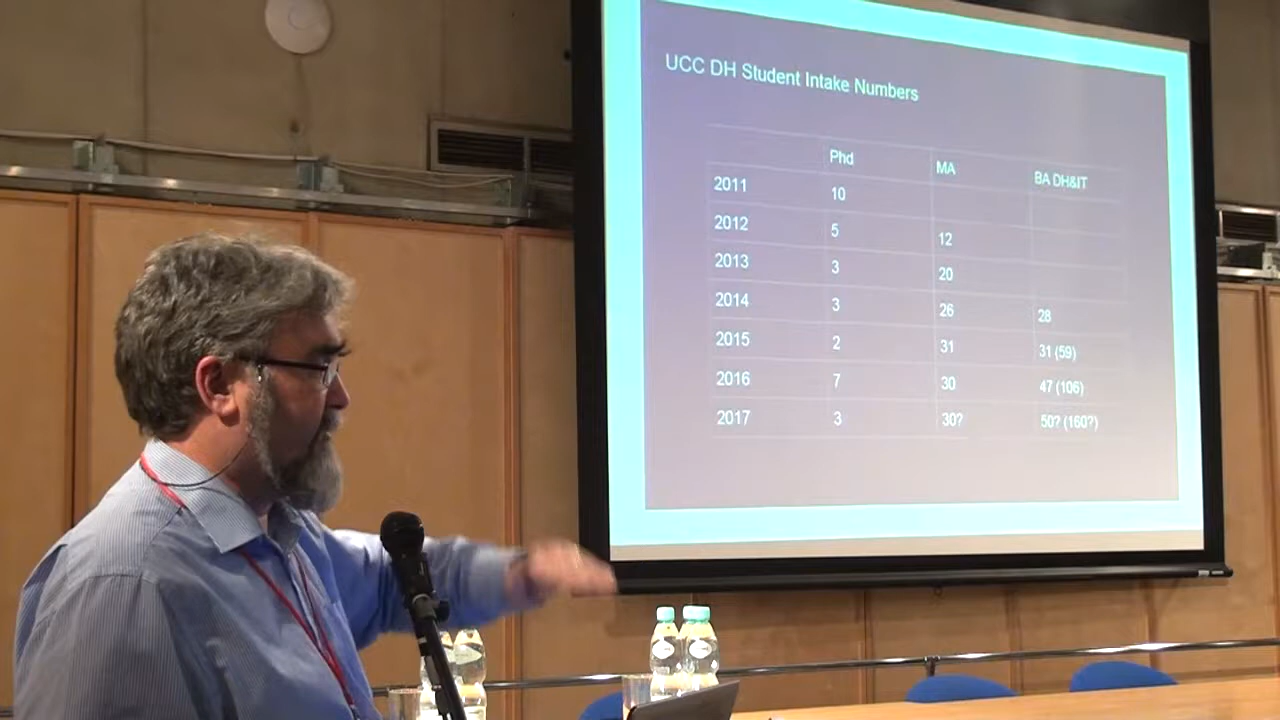 UCC DH Student Intake Numbers
Phd MA BA DH&IT
2011 10
2012 5 12
2013 3 20
2014 3 26 28
2015 2 31 31 (59)
2016 7 30 47 (106)
2017 3 30? 50? (160?)